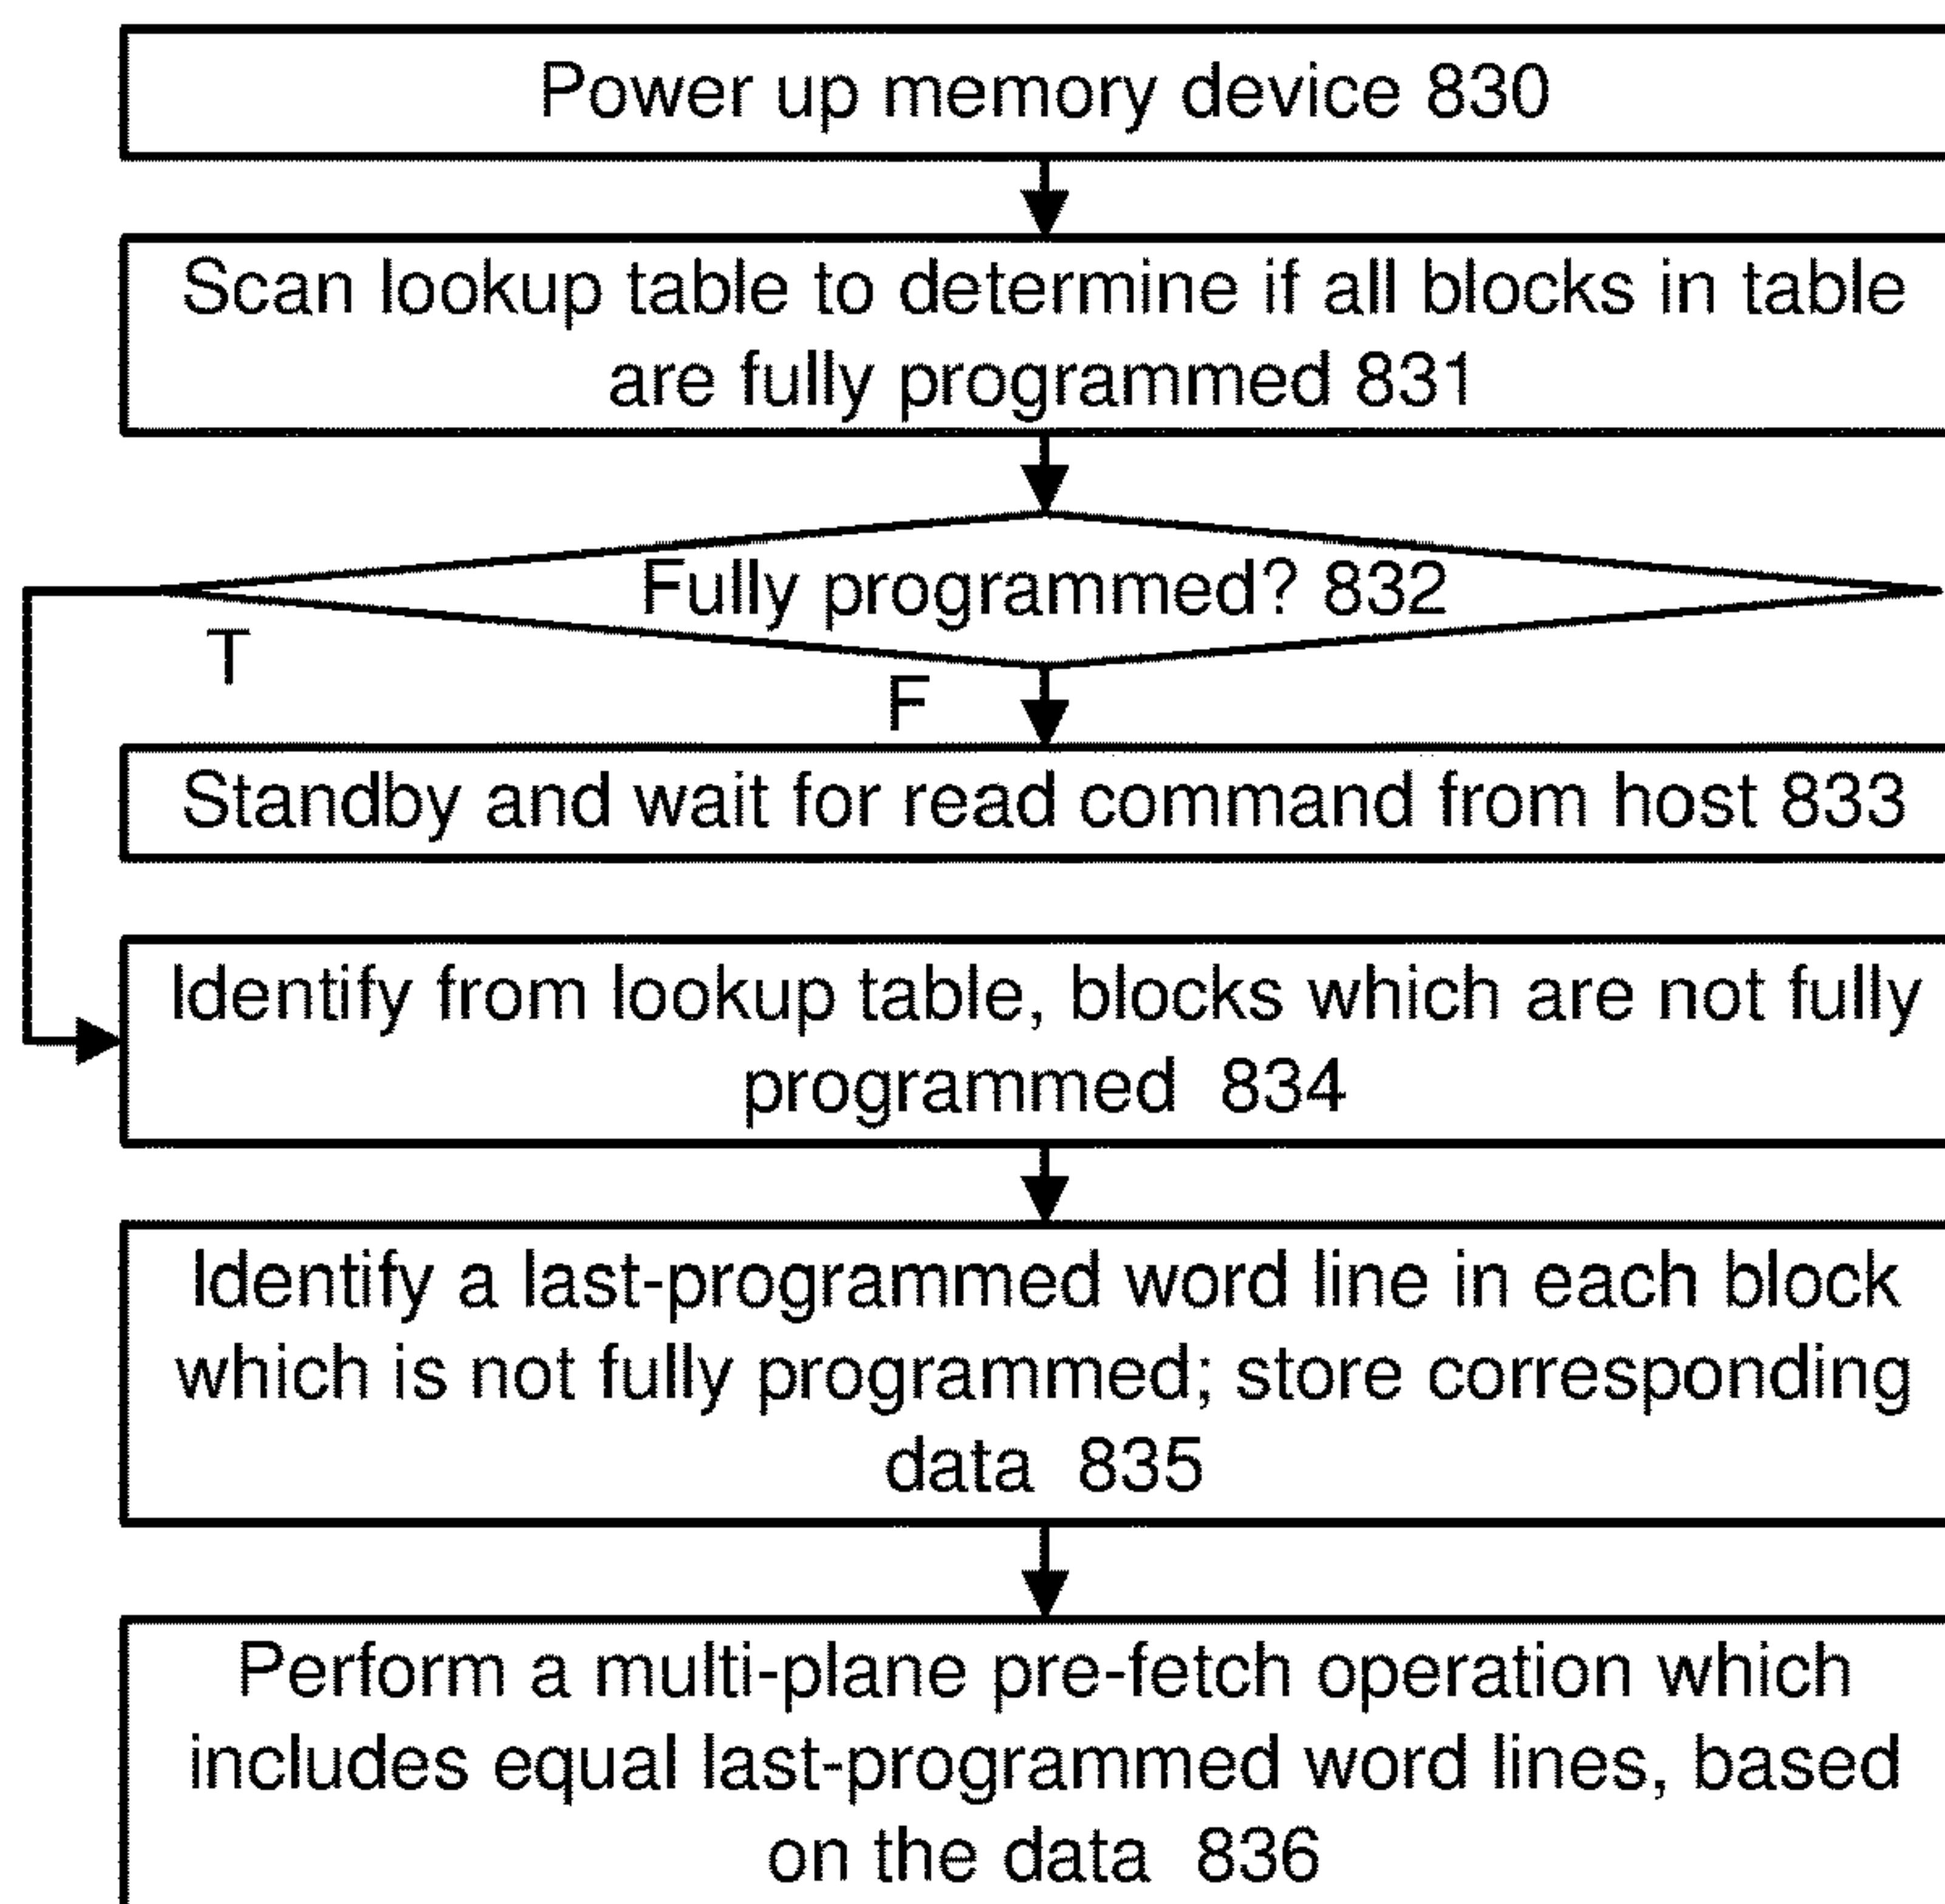 Power up memory device 830
Scan lookup table to determine if all blocks in table
are fully programmed 831
Fully programmed? 832
T
F
Standby and wait for read command from host 833
Identify from lookup table, blocks which are not fully
programmed 834
Identify a last-programmed word line in each block
which is not fully programmed; store corresponding
data 835
Perform a multi-plane pre-fetch operation which
includes equal last-programmed word lines, based
on the data 836